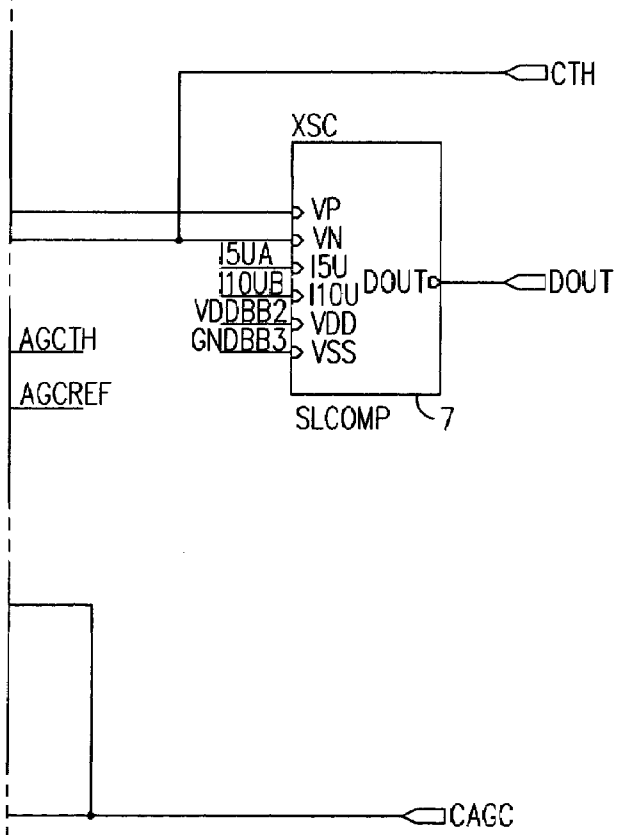 CTH
XSC
VP
VN
I5UA I5U
I10UB I10U DOUT DOUT
VDDBB2 VDD
GNDBB3 VSS
AGCTH
AGCREF
SLCOMP 7
CAGC